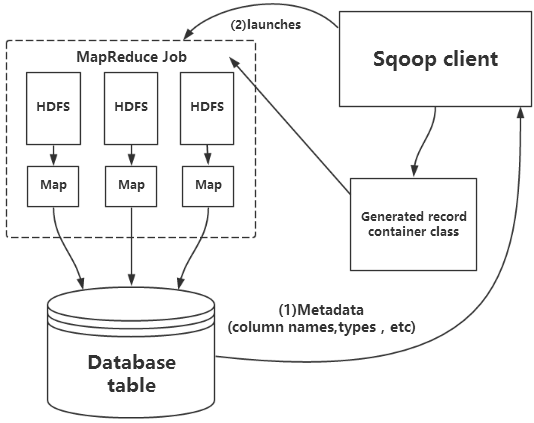 (2)launches
MapReduce Job
Sqoop client
HDFS
HDFS
HDFS
Map
Map
Map
Generated record
container class
(1)Metadata
(column names,types，etc)
Database
table